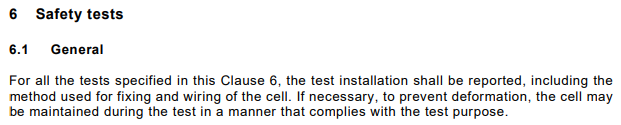 6 Safety tests
6.1 General
For all the tests specified in this Clause 6, the test installation shall be reported, including the
method used for fixing and wiring of the cell. If necessary, to prevent deformation, the cell may
be maintained during the test in a manner that complies with the test purpose.